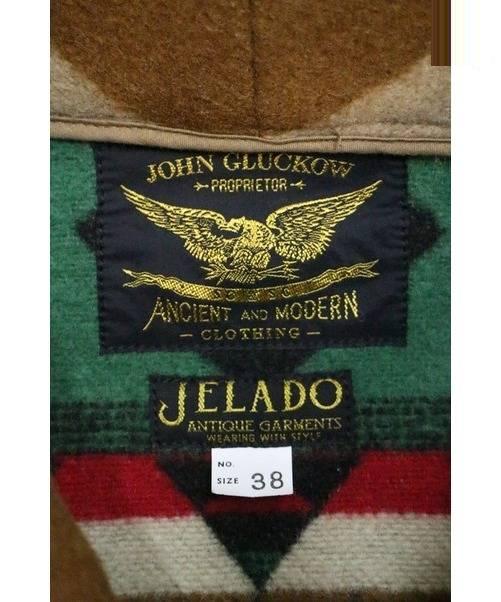 JOHN GLUCKOW
PROPRIETOR
ANCIENT AND MODERN
– CLOTHING –
JELADO
ANTIQUE GARMENTS
WEARING WITH STYLE
NO.
SIZE 38